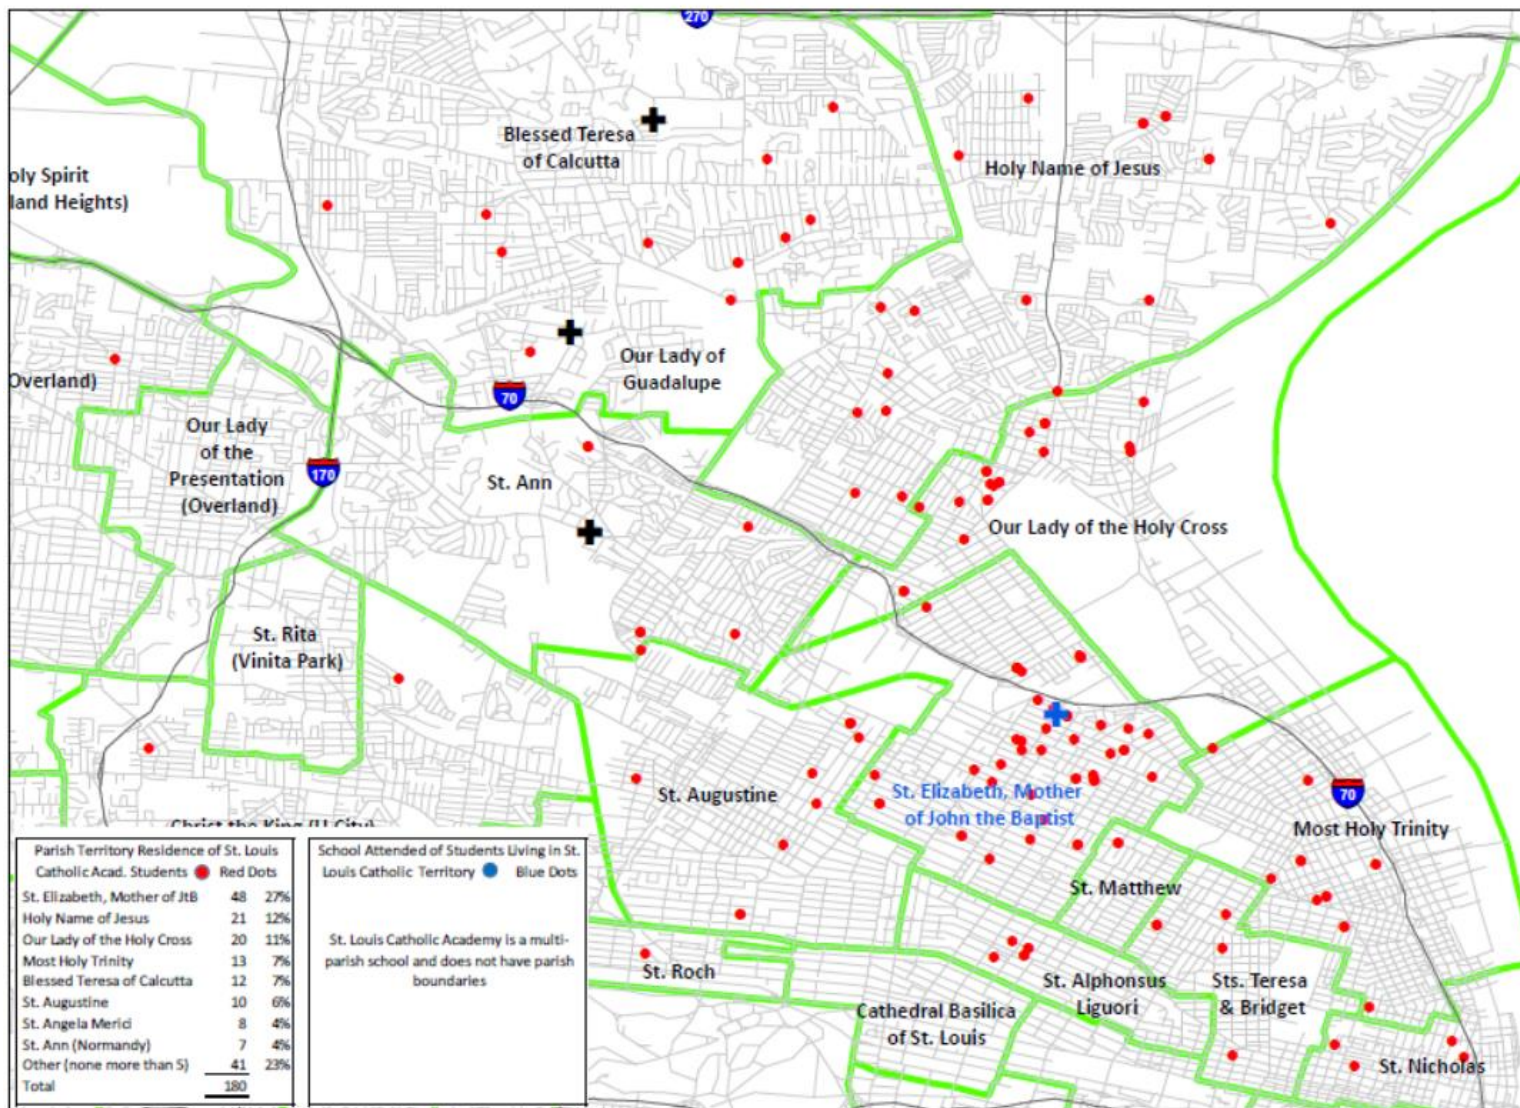 270
Blessed Teresa
of Calcutta
Holy Name of Jesus
oly Spirit
land Heights)
Our Lady of
Guadalupe
Overland)
70
Our Lady
of the
Presentation
(Overland)
170
St. Ann
Our Lady of the Holy Cross
St. Rita
(Vinita Park)
St. Augustine
St. Elizabeth, Mother
of John the Baptist
70
Most Holy Trinity
Christ the King (U City)
St. Matthew
St. Roch
St. Alphonsus
Liguori
Sts. Teresa
& Bridget
Cathedral Basilica
of St. Louis
St. Nicholas
Parish Territory Residence of St. Louis
Catholic Acad. Students Red Dots
St. Elizabeth, Mother of JtB 48 27%
Holy Name of Jesus 21 12%
Our Lady of the Holy Cross 20 11%
Most Holy Trinity 13 7%
Blessed Teresa of Calcutta 12 7%
St. Augustine 10 6%
St. Angela Merici 8 4%
St. Ann (Normandy) 7 4%
Other (none more than 5) 41 23%
Total 180
School Attended of Students Living in St.
Louis Catholic Territory Blue Dots
St. Louis Catholic Academy is a multi-
parish school and does not have parish
boundaries